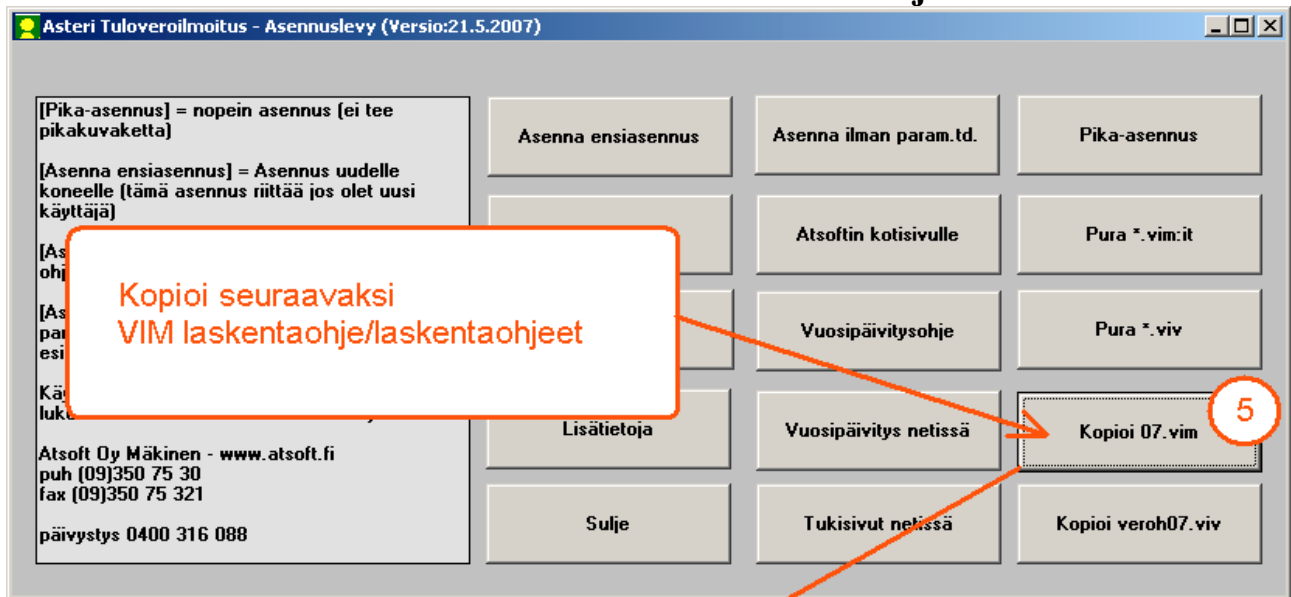 Asteri Tuloveroilmoitus - Asennuslevy (Versio:21.5.2007)
[Pika-asennus] = nopein asennus (ei tee
pikakuvaketta)
[Asenna ensiasennus] = Asennus uudelle
koneelle (tämä asennus riittää jos olet uusi
käyttäjä)
Atsoft Oy Mäkinen - www.atsoft.fi
puh (09)350 75 30
fax (09)350 75 321
päivystys 0400 316 088
Kopioi seuraavaksi
VIM laskentaohje/laskentaohjeet
Asenna ensiasennus
Asenna ilman param.td.
Pika-asennus
Atsoftin kotisivulle
Pura *.vim:it
Vuosipäivitysohje
Pura *.viv
Lisätietoja
Vuosipäivitys netissä
Kopioi 07.vim
5
Sulje
Tukisivut netissä
Kopioi veroh07.viv